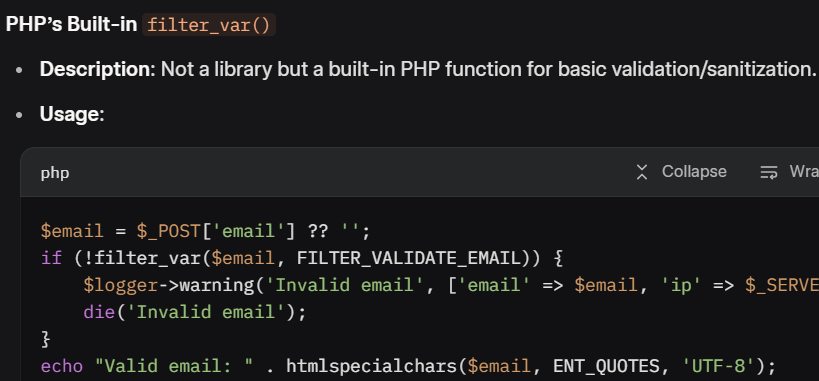 PHP's Built-in filter_var()
• Description: Not a library but a built-in PHP function for basic validation/sanitization.
• Usage:
php Collapse Wra
$email = $_POST['email'] ?? '';
if (!filter_var($email, FILTER_VALIDATE_EMAIL)) {
    $logger->warning('Invalid email', ['email' => $email, 'ip' => $_SERVE
    die('Invalid email');
}
echo "Valid email: " . htmlspecialchars($email, ENT_QUOTES, 'UTF-8');